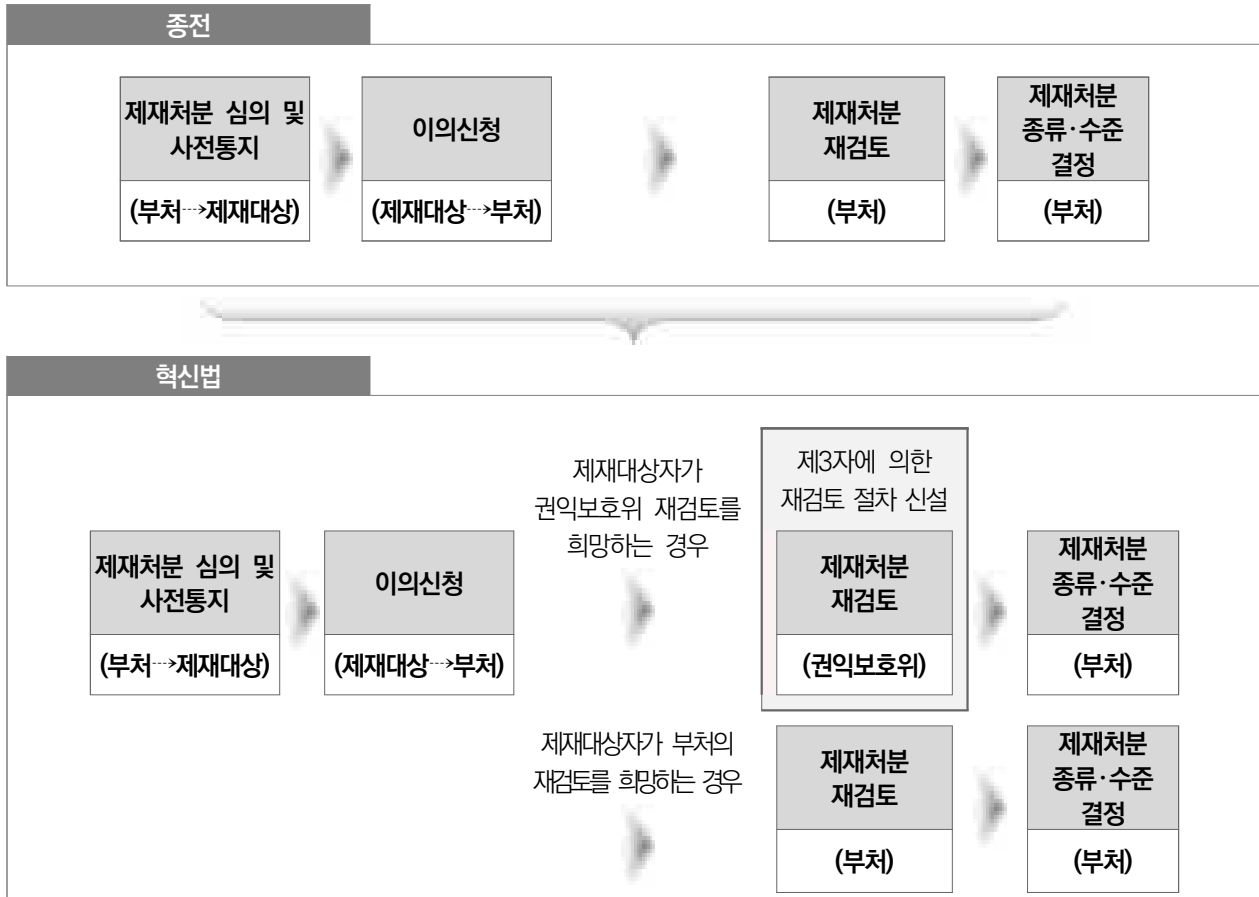 종전
제재처분 심의 및
사전통지
(부처→제재대상)
이의신청
(제재대상→부처)
제재처분
재검토
(부처)
제재처분
종류·수준
결정
(부처)
혁신법
제재처분 심의 및
사전통지
(부처→제재대상)
이의신청
(제재대상→부처)
제재대상자가
권익보호위 재검토를
희망하는 경우
제3자에 의한
재검토 절차 신설
제재처분
재검토
(권익보호위)
제재처분
종류·수준
결정
(부처)
제재대상자가 부처의
재검토를 희망하는 경우
제재처분
재검토
(부처)
제재처분
종류·수준
결정
(부처)